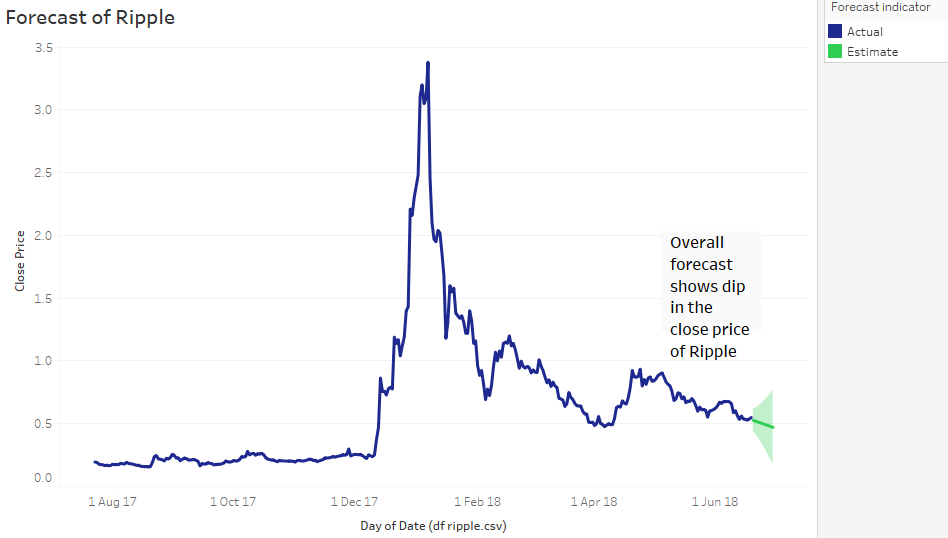 Forecast of Ripple
Forecast indicator
Actual
Estimate
3.5
3.0
2.5
2.0
1.5
1.0
0.5
0.0
Close Price
Overall
forecast
shows dip
in the
close price
of Ripple
1 Aug 17
1 Oct 17
1 Dec 17
1 Feb 18
1 Apr 18
1 Jun 18
Day of Date (df ripple.csv)